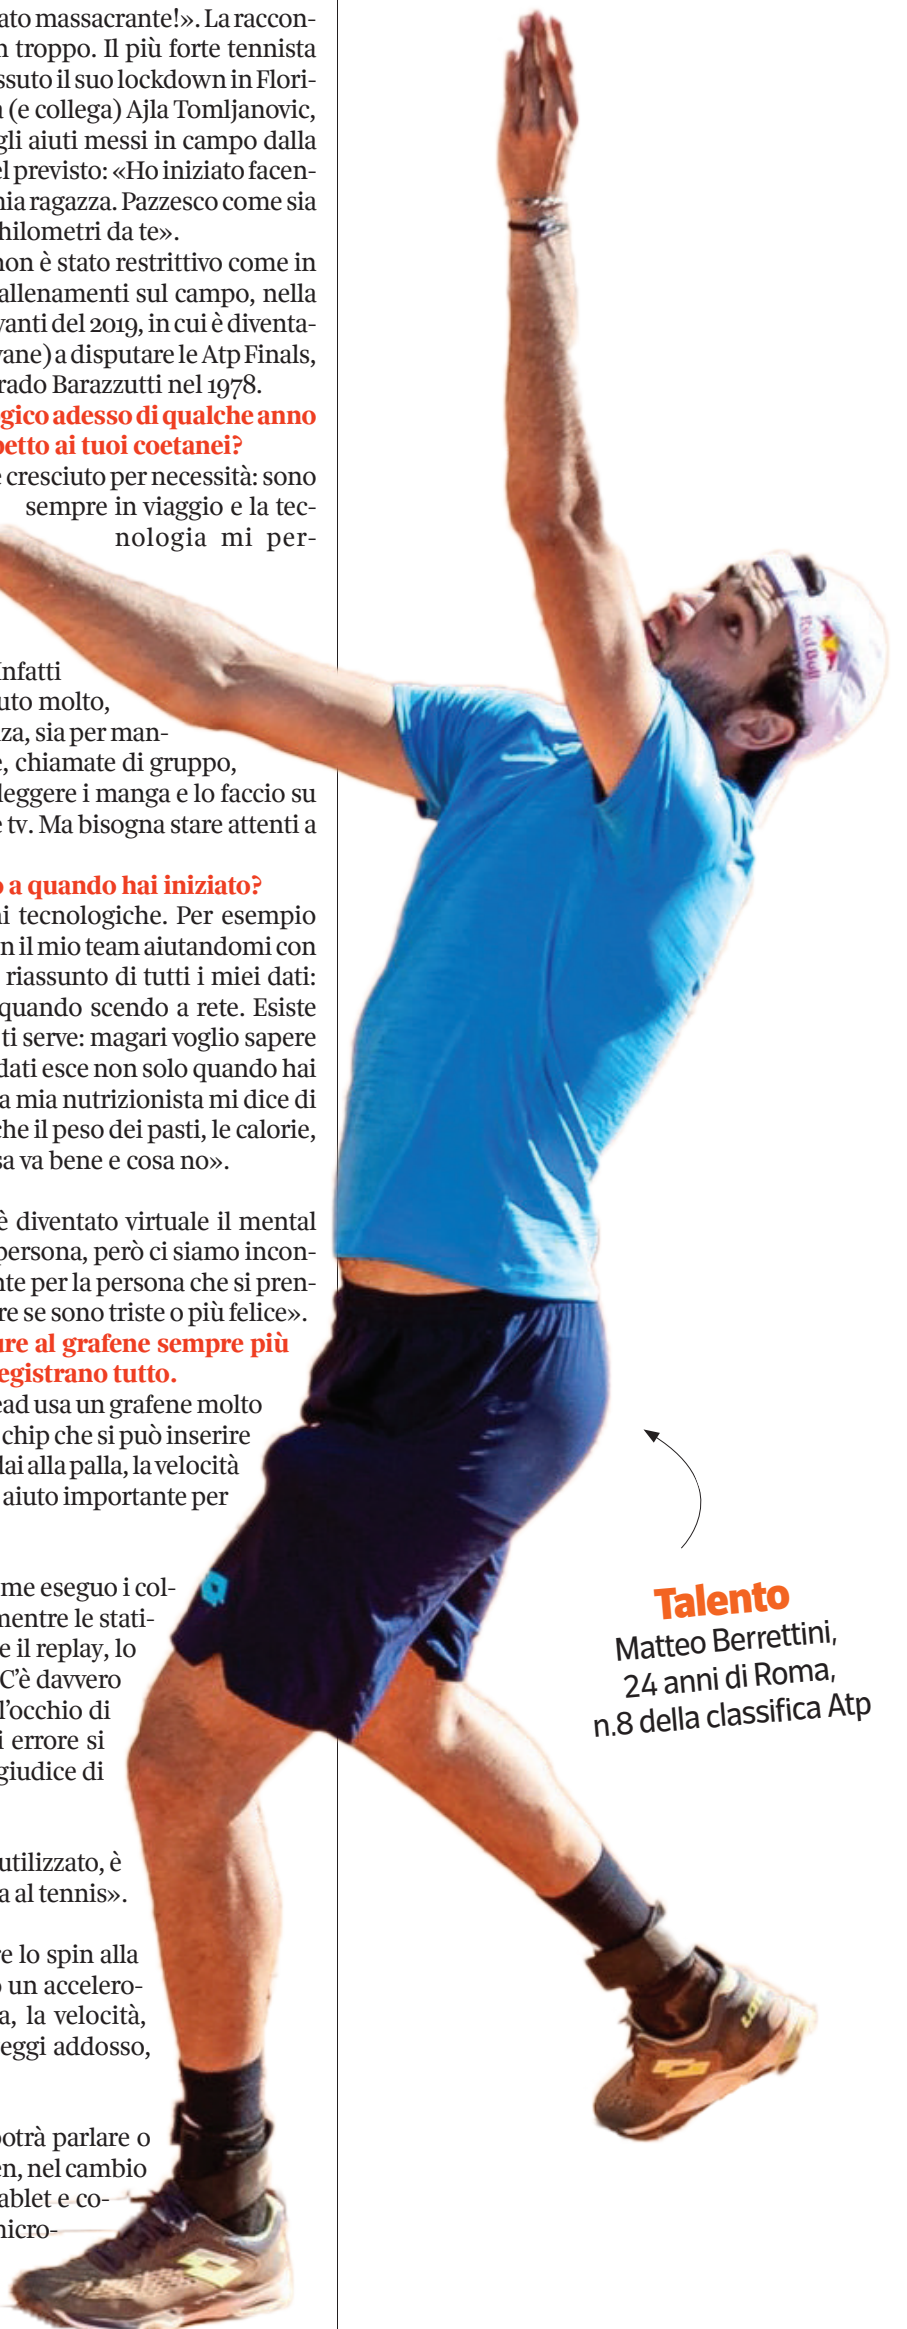 ato massacrante!». La raccon-
n troppo. Il più forte tennista
ssuto il suo lockdown in Flori-
a (e collega) Ajla Tomljanovic,
gli aiuti messi in campo dalla
el previsto: «Ho iniziato facen-
nia ragazza. Pazzesco come sia
hilometri da te».
non è stato restrittivo come in
allenamenti sul campo, nella
vanti del 2019, in cui è diventa-
vane) a disputare le Atp Finals,
rado Barazzutti nel 1978.
gico adesso di qualche anno
petto ai tuoi coetanei?
e cresciuto per necessità: sono
sempre in viaggio e la tec-
nologia mi per-
Infatti
uto molto,
za, sia per man-
e, chiamate di gruppo,
leggere i manga e lo faccio su
e tv. Ma bisogna stare attenti a
o a quando hai iniziato?
ni tecnologiche. Per esempio
n il mio team aiutandomi con
riassunto di tutti i miei dati:
quando scendo a rete. Esiste
ti serve: magari voglio sapere
dati esce non solo quando hai
a mia nutrizionista mi dice di
che il peso dei pasti, le calorie,
sa va bene e cosa no».
è diventato virtuale il mental
persona, però ci siamo incon-
nte per la persona che si pren-
re se sono triste o più felice».
ure al grafene sempre più
registrano tutto.
ead usa un grafene molto
chip che si può inserire
dai alla palla, la velocità
aiuto importante per
me eseguo i col-
mentre le stati-
e il replay, lo
C'è davvero
l'occhio di
i errore si
giudice di
utilizzato, è
a al tennis».
re lo spin alla
o un accelero-
a, la velocità,
eggi addosso,
potrà parlare o
en, nel cambio
ablet e co-
micro-
Red Bull
Talento
Matteo Berrettini,
24 anni di Roma,
n.8 della classifica Atp